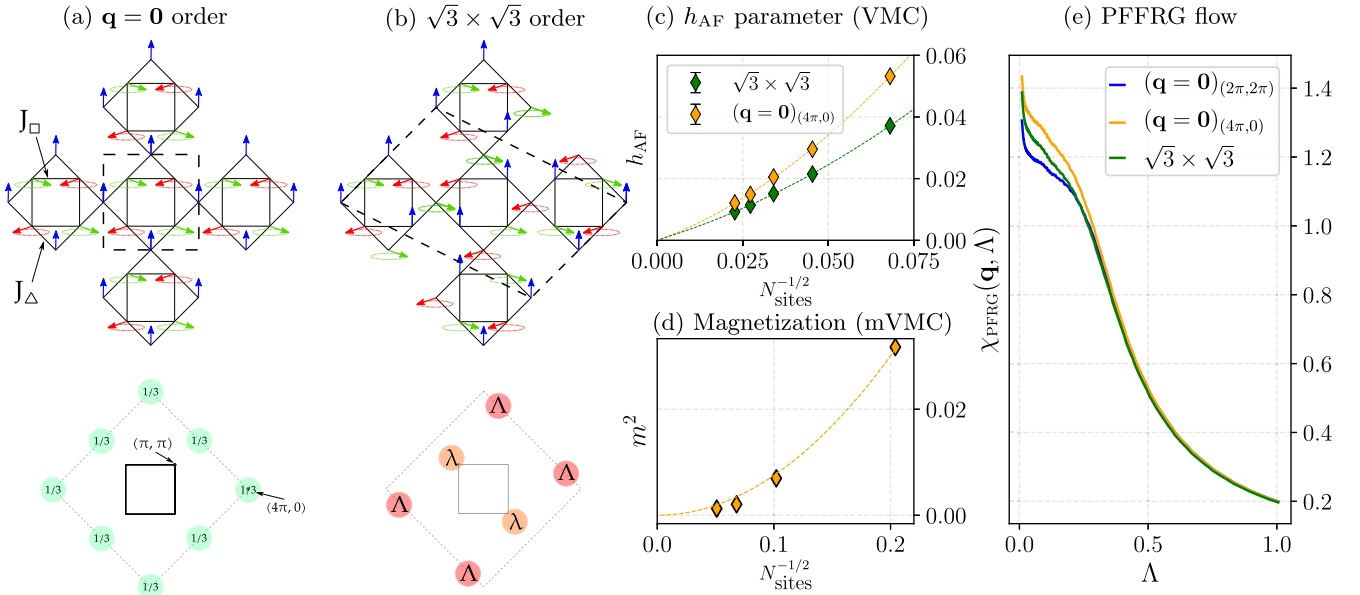 (a) q = 0 order
J□
J△
1/3
1/3
1/3
(π, π)
1/3
1/3
(4π, 0)
1/3
1/3
1/3
(b) √3 × √3 order
Λ
λ
Λ
Λ
λ
Λ
(c) h_AF parameter (VMC)
√3 × √3
(q = 0)_(4π,0)
0.06
0.04
0.02
0.00
h_AF
0.000 0.025 0.050 0.075
N_sites^−1/2
(d) Magnetization (mVMC)
m²
0.02
0.00
0.0 0.1 0.2
N_sites^−1/2
(e) PFFRG flow
(q = 0)_(2π,2π)
(q = 0)_(4π,0)
√3 × √3
χ_PFRG(q, Λ)
1.4
1.2
1.0
0.8
0.6
0.4
0.2
0.0 0.5 1.0
Λ